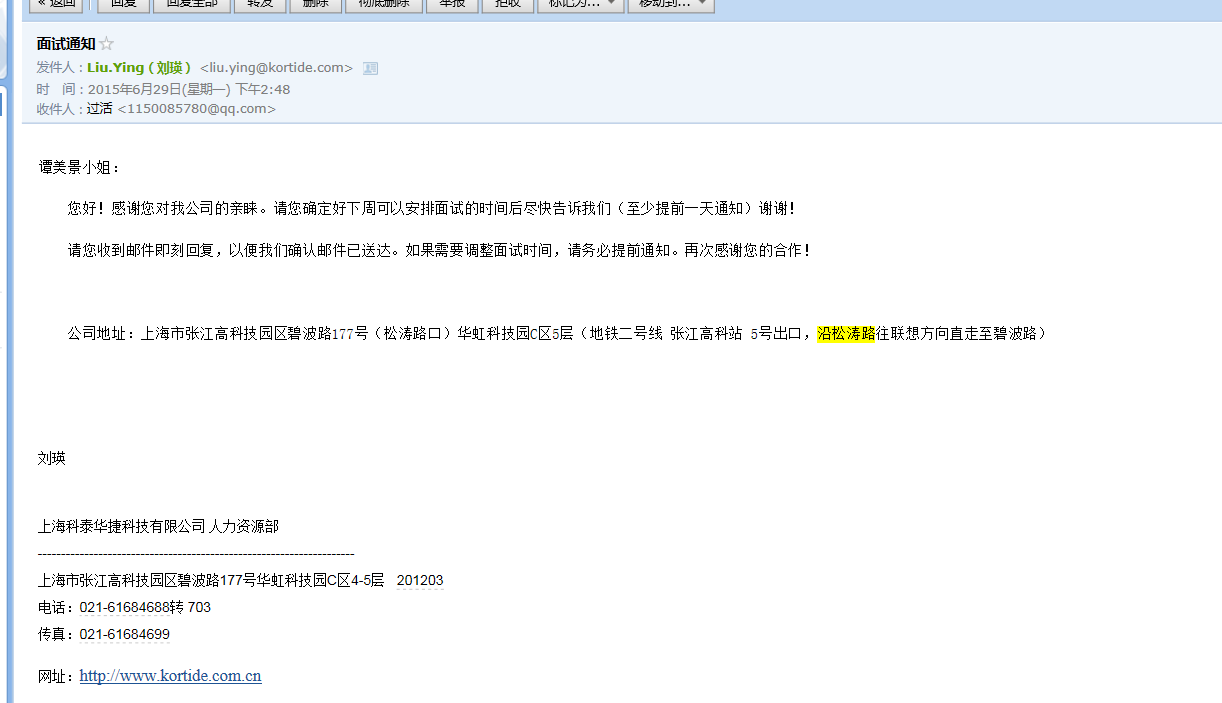 « 返回 回复 回复全部 转发 删除 彻底删除 举报 拒收 标记为... 移动到...
面试通知
发件人：Liu.Ying（刘瑛） <liu.ying@kortide.com>
时 间：2015年6月29日(星期一) 下午2:48
收件人：过活 <1150085780@qq.com>
谭美景小姐：
您好！感谢您对我公司的亲睐。请您确定好下周可以安排面试的时间后尽快告诉我们（至少提前一天通知）谢谢！
请您收到邮件即刻回复，以便我们确认邮件已送达。如果需要调整面试时间，请务必提前通知。再次感谢您的合作！
公司地址：上海市张江高科技园区碧波路177号（松涛路口）华虹科技园C区5层（地铁二号线 张江高科站 5号出口，沿松涛路往联想方向直走至碧波路）
刘瑛
上海科泰华捷科技有限公司 人力资源部
--------------------------------------------------------------------
上海市张江高科技园区碧波路177号华虹科技园C区4-5层 201203
电话：021-61684688转 703
传真：021-61684699
网址：http://www.kortide.com.cn